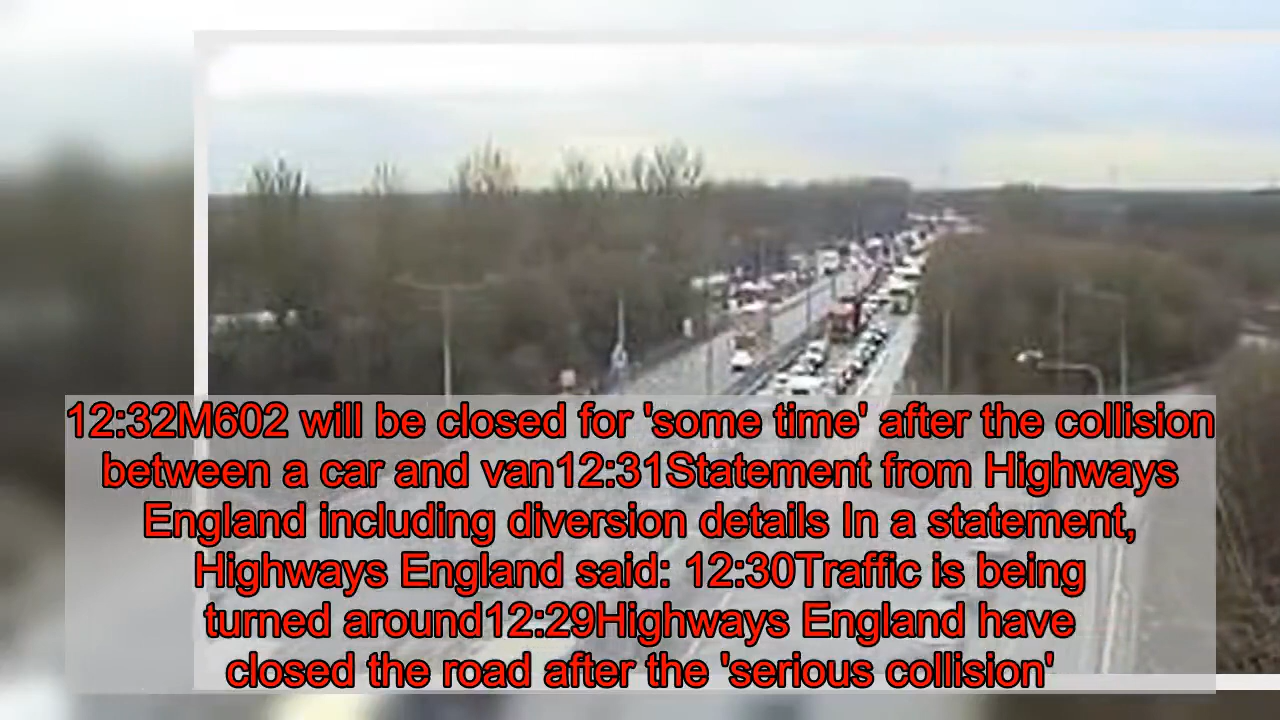 12:32M602 will be closed for 'some time' after the collision
between a car and van12:31Statement from Highways
England including diversion details In a statement,
Highways England said: 12:30Traffic is being
turned around12:29Highways England have
closed the road after the 'serious collision'